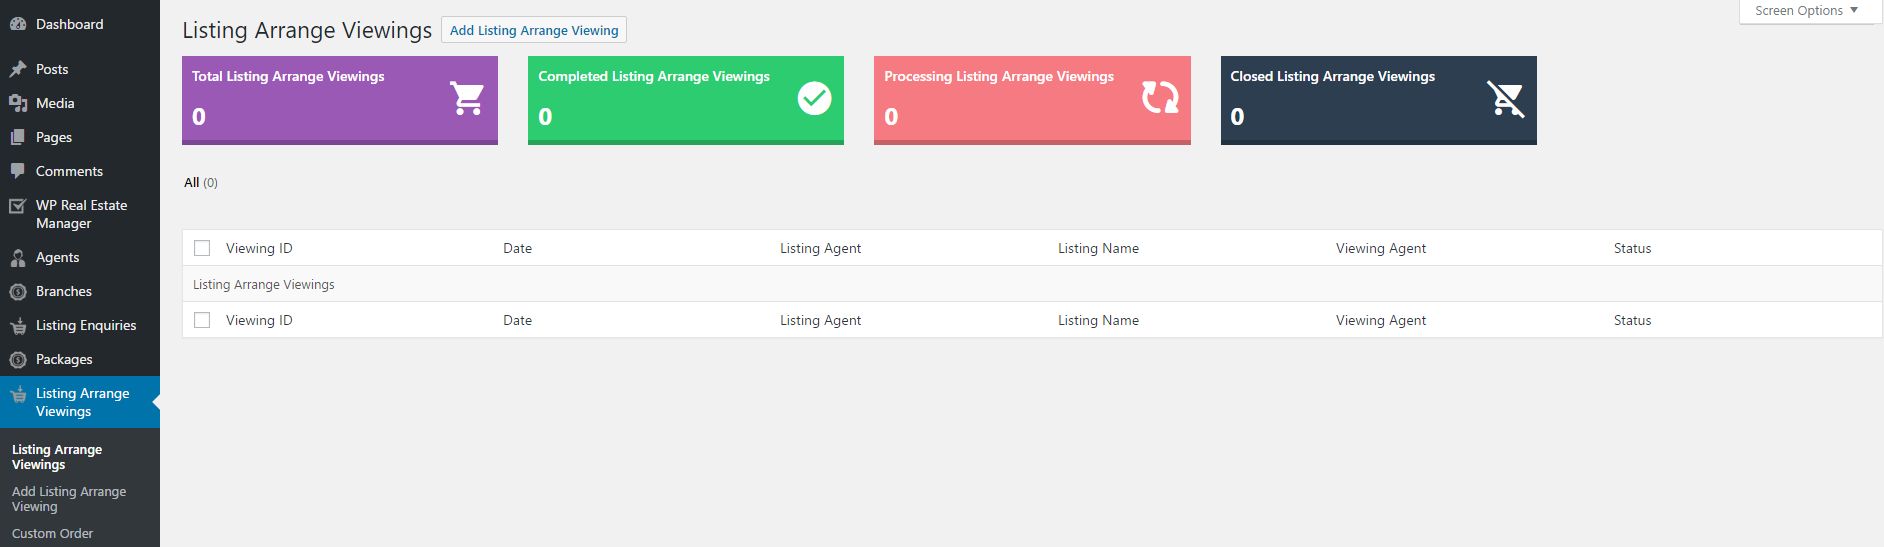 Dashboard
Posts
Media
Pages
Comments
WP Real Estate
Manager
Agents
Branches
Listing Enquiries
Packages
Listing Arrange
Viewings
Listing Arrange
Viewings
Add Listing Arrange
Viewing
Custom Order
Screen Options
Listing Arrange Viewings Add Listing Arrange Viewing
Total Listing Arrange Viewings
0
Completed Listing Arrange Viewings
0
Processing Listing Arrange Viewings
0
Closed Listing Arrange Viewings
0
All (0)
Viewing ID Date Listing Agent Listing Name Viewing Agent Status
Listing Arrange Viewings
Viewing ID Date Listing Agent Listing Name Viewing Agent Status